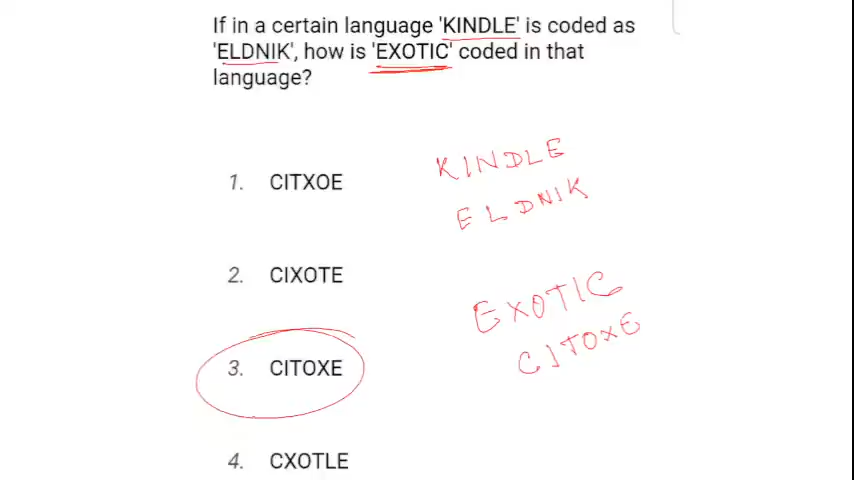 If in a certain language 'KINDLE' is coded as
'ELDNIK', how is 'EXOTIC' coded in that
language?
1. CITXOE
KINDLE
ELDNIK
2. CIXOTE
EXOTIC
CITOXE
3. CITOXE
4. CXOTLE